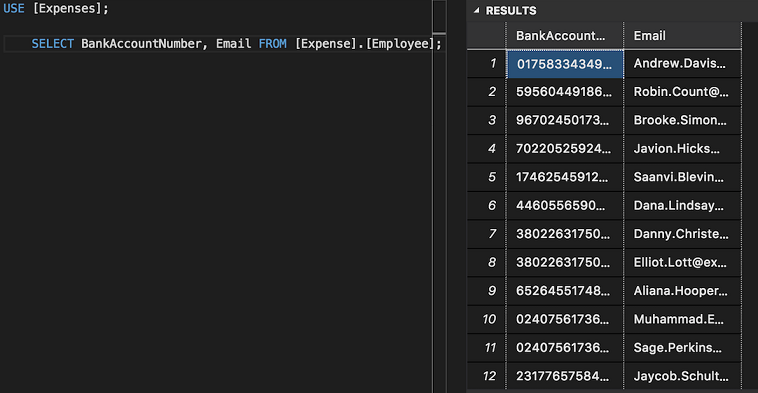 USE [Expenses];
SELECT BankAccountNumber, Email FROM [Expense].[Employee];
RESULTS
BankAccount... Email
1 01758334349... Andrew.Davis...
2 59560449186... Robin.Count@...
3 96702450173... Brooke.Simon...
4 70220525924... Javion.Hicks...
5 17462545912... Saanvi.Blevin...
6 4460556590... Dana.Lindsay...
7 38022631750... Danny.Christe...
8 38022631750... Elliot.Lott@ex...
9 65264551748... Aliana.Hooper...
10 02407561736... Muhammad.E...
11 02407561736... Sage.Perkins...
12 23177657584... Jaycob.Schult...